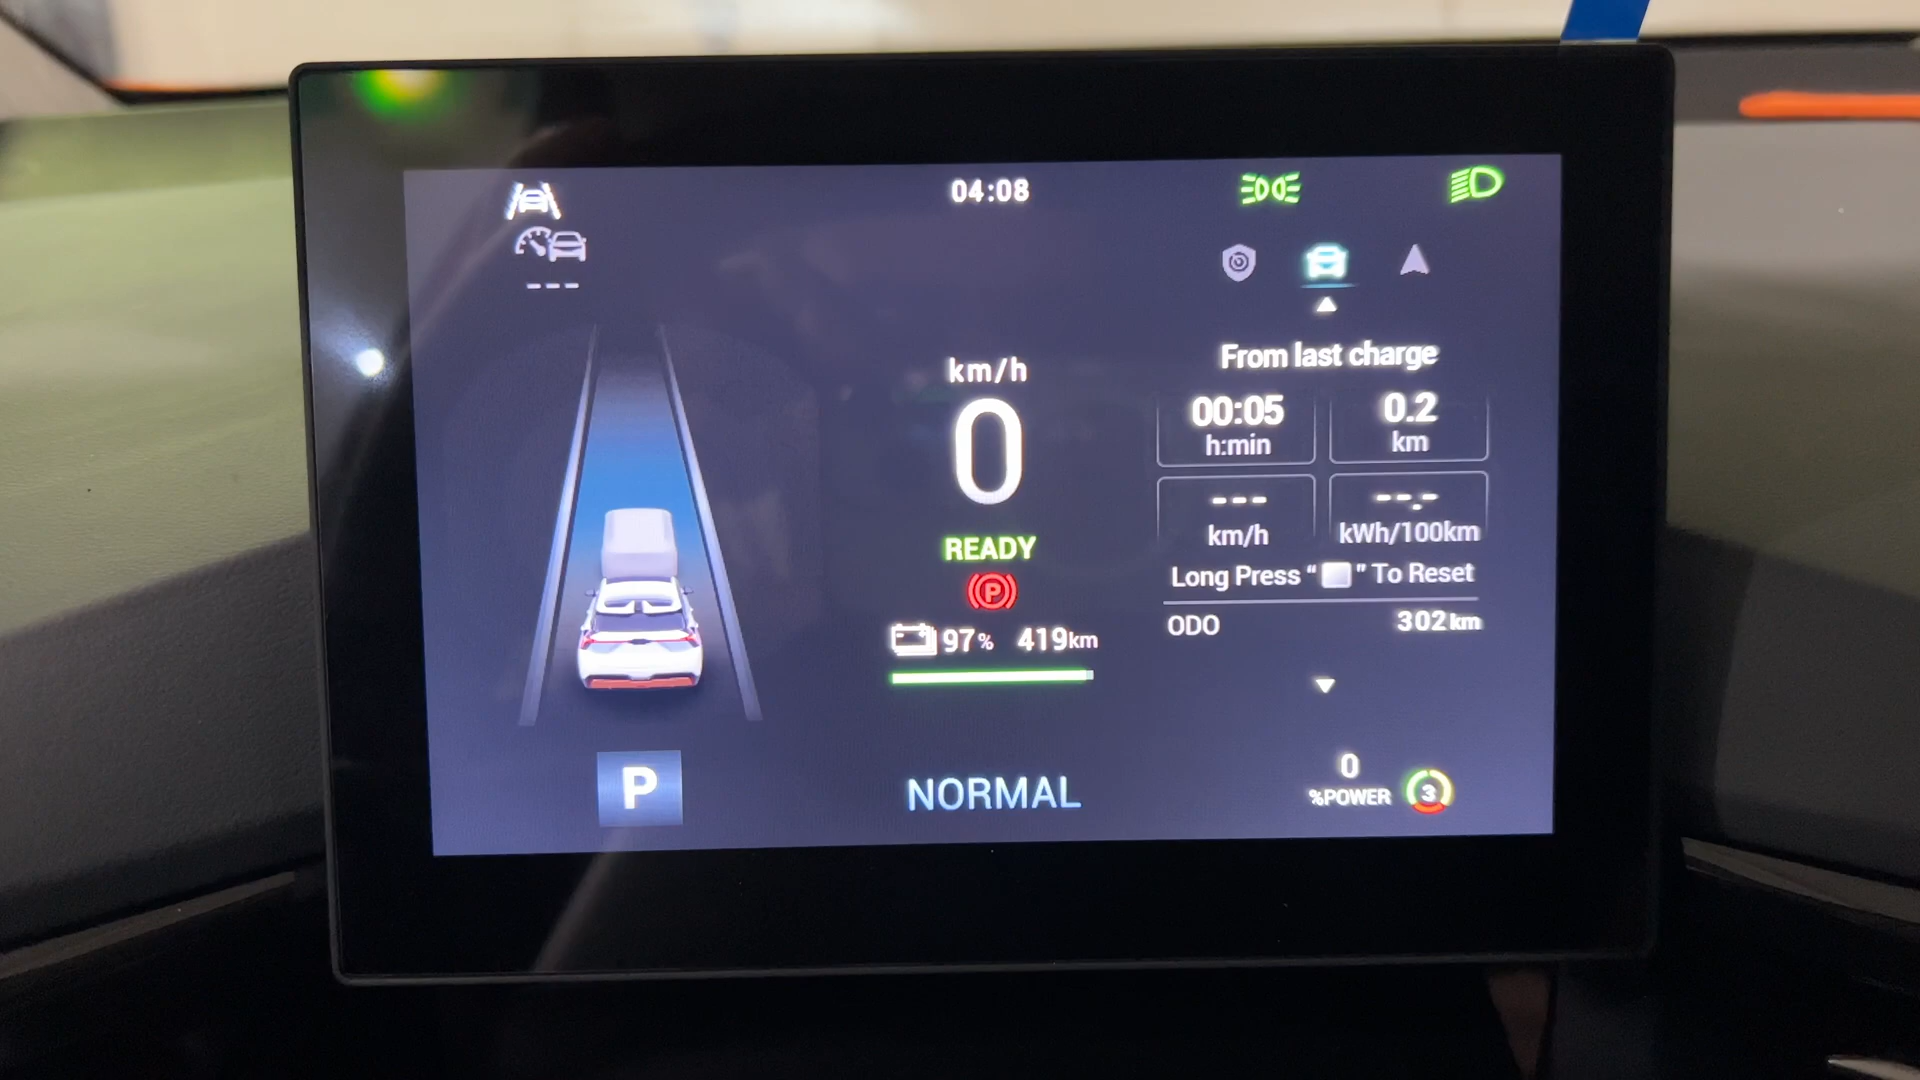 04:08
---
km/h
0
READY
P
97% 419km
From last charge
00:05
h:min
0.2
km
---
km/h
--.-
kWh/100km
Long Press “ ” To Reset
ODO 302km
P
NORMAL
0
%POWER
3